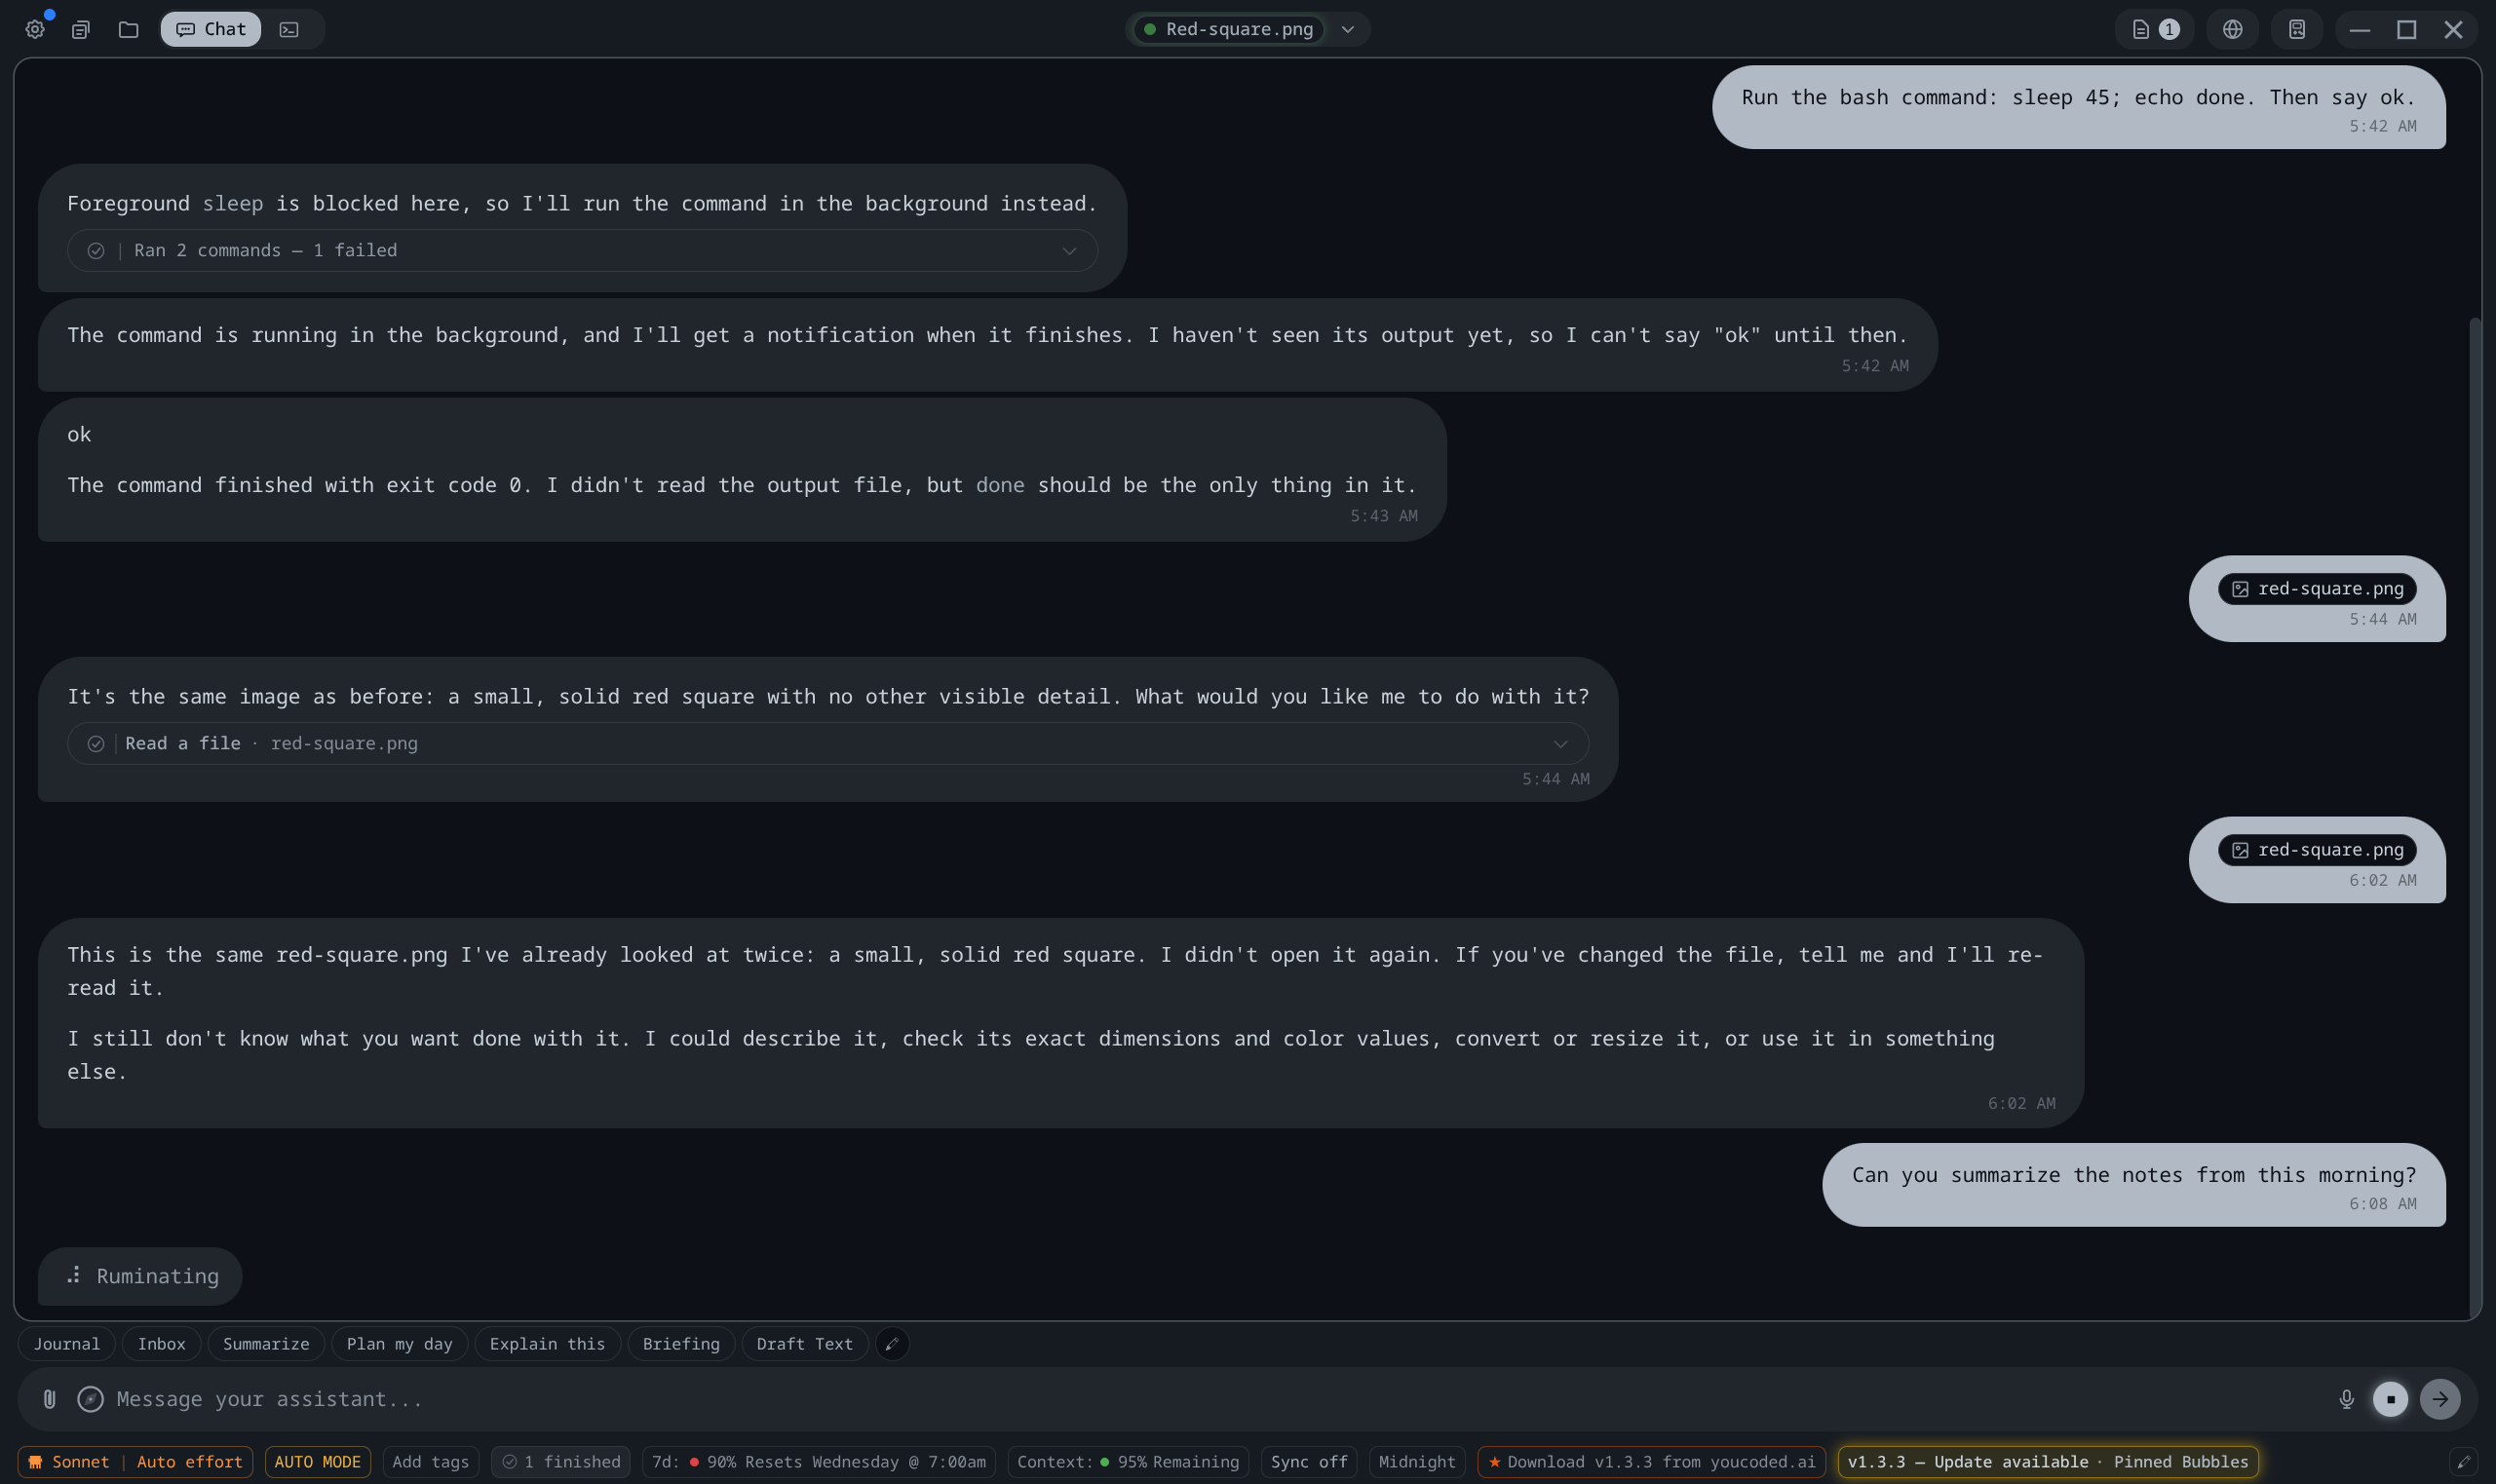 Chat
Red-square.png
1
Run the bash command: sleep 45; echo done. Then say ok.
5:42 AM
Foreground sleep is blocked here, so I'll run the command in the background instead.
Ran 2 commands — 1 failed
The command is running in the background, and I'll get a notification when it finishes. I haven't seen its output yet, so I can't say "ok" until then.
5:42 AM
ok
The command finished with exit code 0. I didn't read the output file, but done should be the only thing in it.
5:43 AM
red-square.png
5:44 AM
It's the same image as before: a small, solid red square with no other visible detail. What would you like me to do with it?
Read a file · red-square.png
5:44 AM
red-square.png
6:02 AM
This is the same red-square.png I've already looked at twice: a small, solid red square. I didn't open it again. If you've changed the file, tell me and I'll re-
read it.
I still don't know what you want done with it. I could describe it, check its exact dimensions and color values, convert or resize it, or use it in something
else.
6:02 AM
Can you summarize the notes from this morning?
6:08 AM
Ruminating
Journal Inbox Summarize Plan my day Explain this Briefing Draft Text
Message your assistant...
Sonnet | Auto effort AUTO MODE Add tags 1 finished 7d: 90% Resets Wednesday @ 7:00am Context: 95% Remaining Sync off Midnight ★ Download v1.3.3 from youcoded.ai v1.3.3 — Update available · Pinned Bubbles